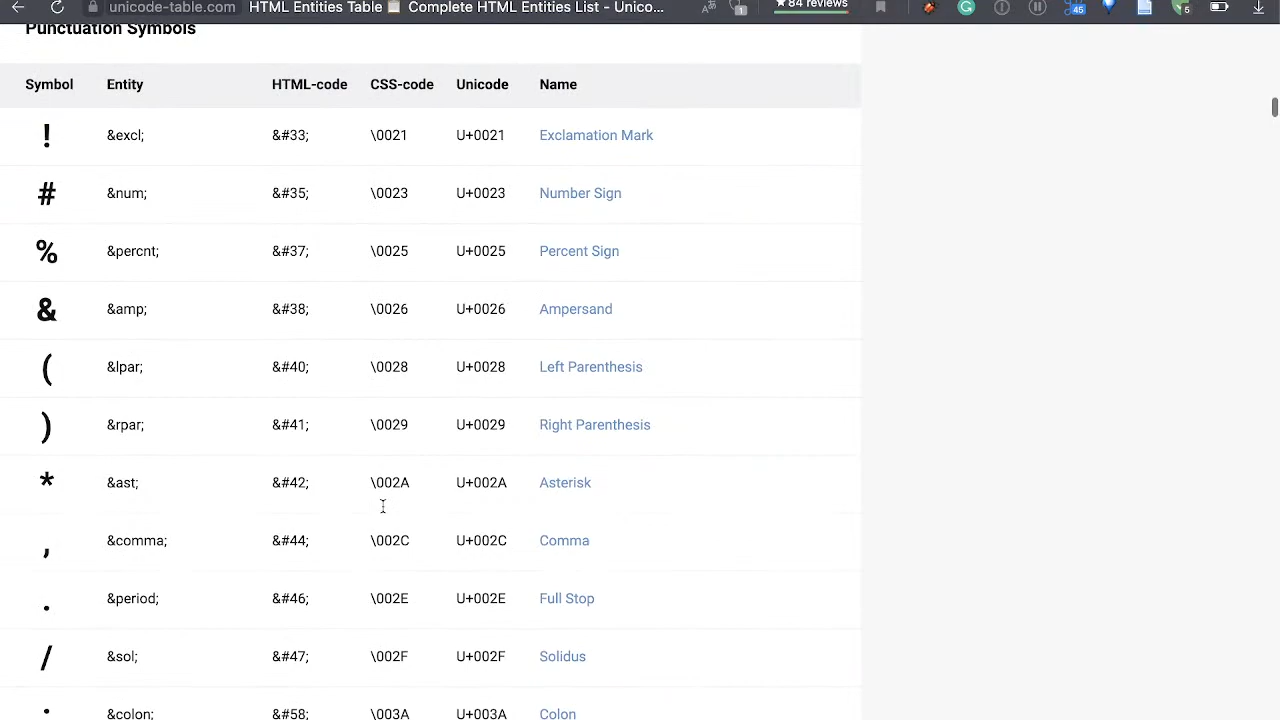 unicode-table.com HTML Entities Table 📋 Complete HTML Entities List - Unico... 1 ★84 reviews 45 5
Punctuation Symbols
Symbol Entity HTML-code CSS-code Unicode Name
! &excl; &#33; \0021 U+0021 Exclamation Mark
# &num; &#35; \0023 U+0023 Number Sign
% &percnt; &#37; \0025 U+0025 Percent Sign
& &amp; &#38; \0026 U+0026 Ampersand
( &lpar; &#40; \0028 U+0028 Left Parenthesis
) &rpar; &#41; \0029 U+0029 Right Parenthesis
* &ast; &#42; \002A U+002A Asterisk
, &comma; &#44; \002C U+002C Comma
. &period; &#46; \002E U+002E Full Stop
/ &sol; &#47; \002F U+002F Solidus
: &colon; &#58; \003A U+003A Colon